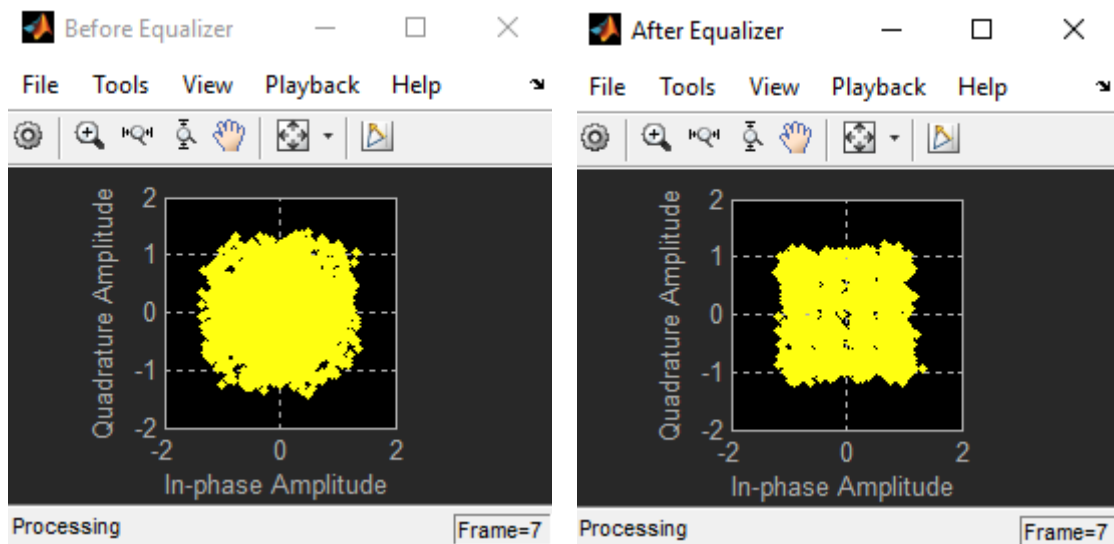 Before Equalizer
File Tools View Playback Help
Quadrature Amplitude
2
1
0
-1
-2
-2 0 2
In-phase Amplitude
Processing Frame=7
After Equalizer
File Tools View Playback Help
Quadrature Amplitude
2
1
0
-1
-2
-2 0 2
In-phase Amplitude
Processing Frame=7